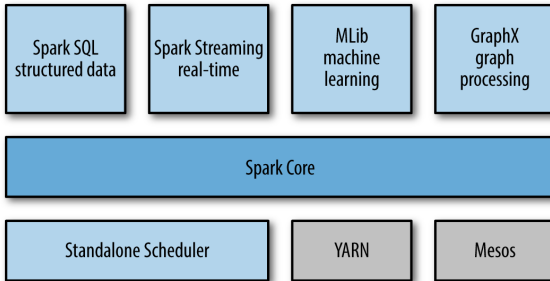 Spark SQL
structured data
Spark Streaming
real-time
MLib
machine
learning
GraphX
graph
processing
Spark Core
Standalone Scheduler
YARN
Mesos